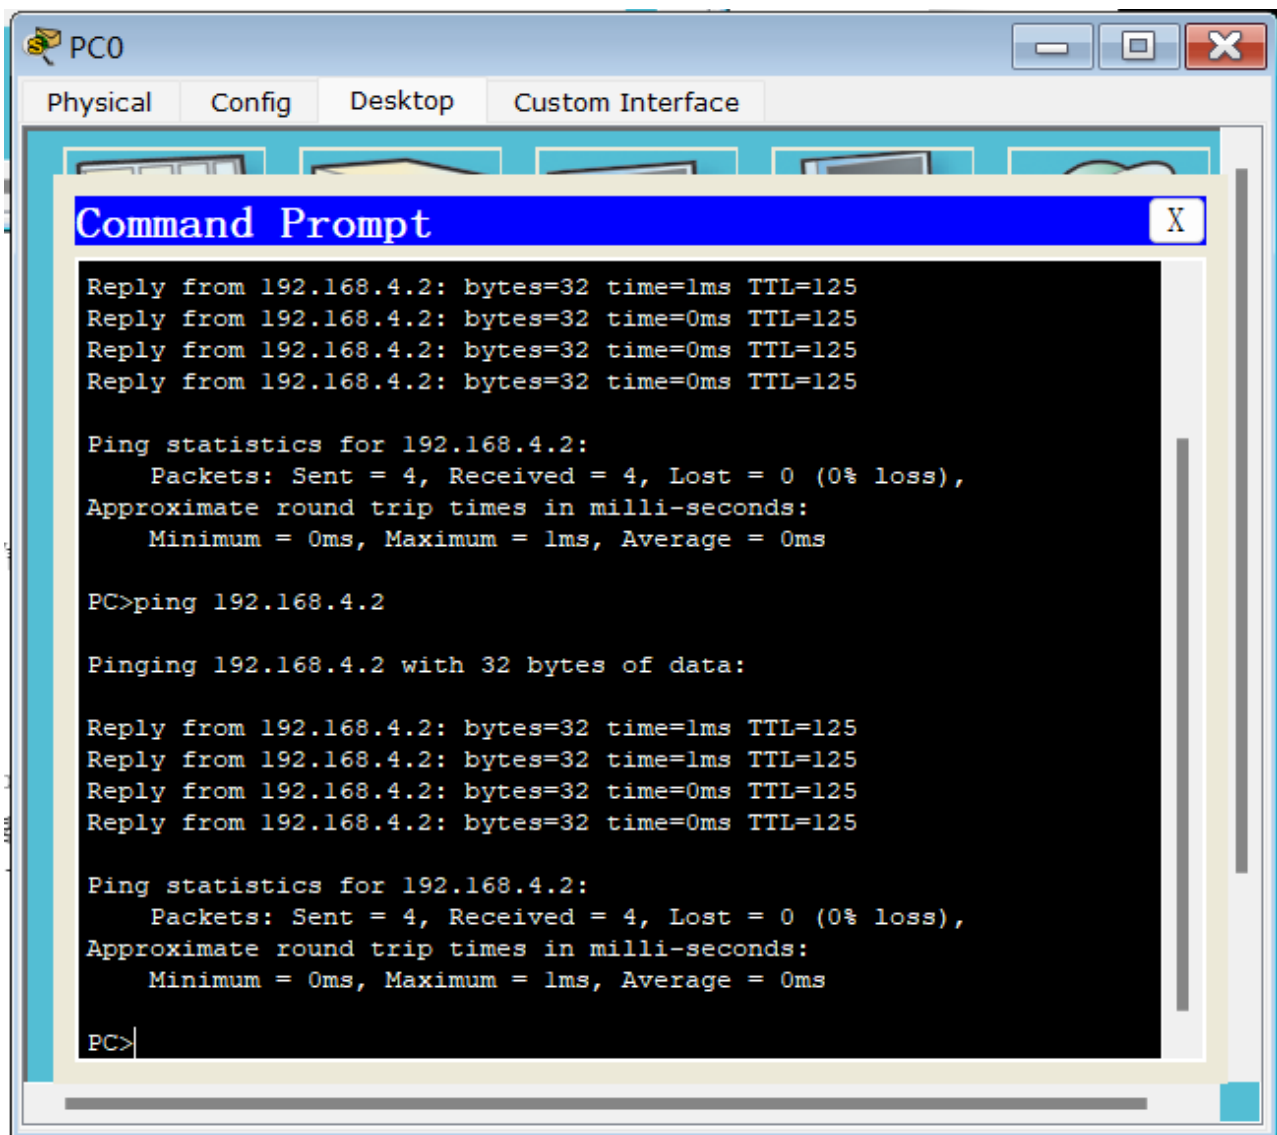 PC0
Physical Config Desktop Custom Interface
Command Prompt X
Reply from 192.168.4.2: bytes=32 time=1ms TTL=125
Reply from 192.168.4.2: bytes=32 time=0ms TTL=125
Reply from 192.168.4.2: bytes=32 time=0ms TTL=125
Reply from 192.168.4.2: bytes=32 time=0ms TTL=125
Ping statistics for 192.168.4.2:
Packets: Sent = 4, Received = 4, Lost = 0 (0% loss),
Approximate round trip times in milli-seconds:
Minimum = 0ms, Maximum = 1ms, Average = 0ms
PC>ping 192.168.4.2
Pinging 192.168.4.2 with 32 bytes of data:
Reply from 192.168.4.2: bytes=32 time=1ms TTL=125
Reply from 192.168.4.2: bytes=32 time=1ms TTL=125
Reply from 192.168.4.2: bytes=32 time=0ms TTL=125
Reply from 192.168.4.2: bytes=32 time=0ms TTL=125
Ping statistics for 192.168.4.2:
Packets: Sent = 4, Received = 4, Lost = 0 (0% loss),
Approximate round trip times in milli-seconds:
Minimum = 0ms, Maximum = 1ms, Average = 0ms
PC>